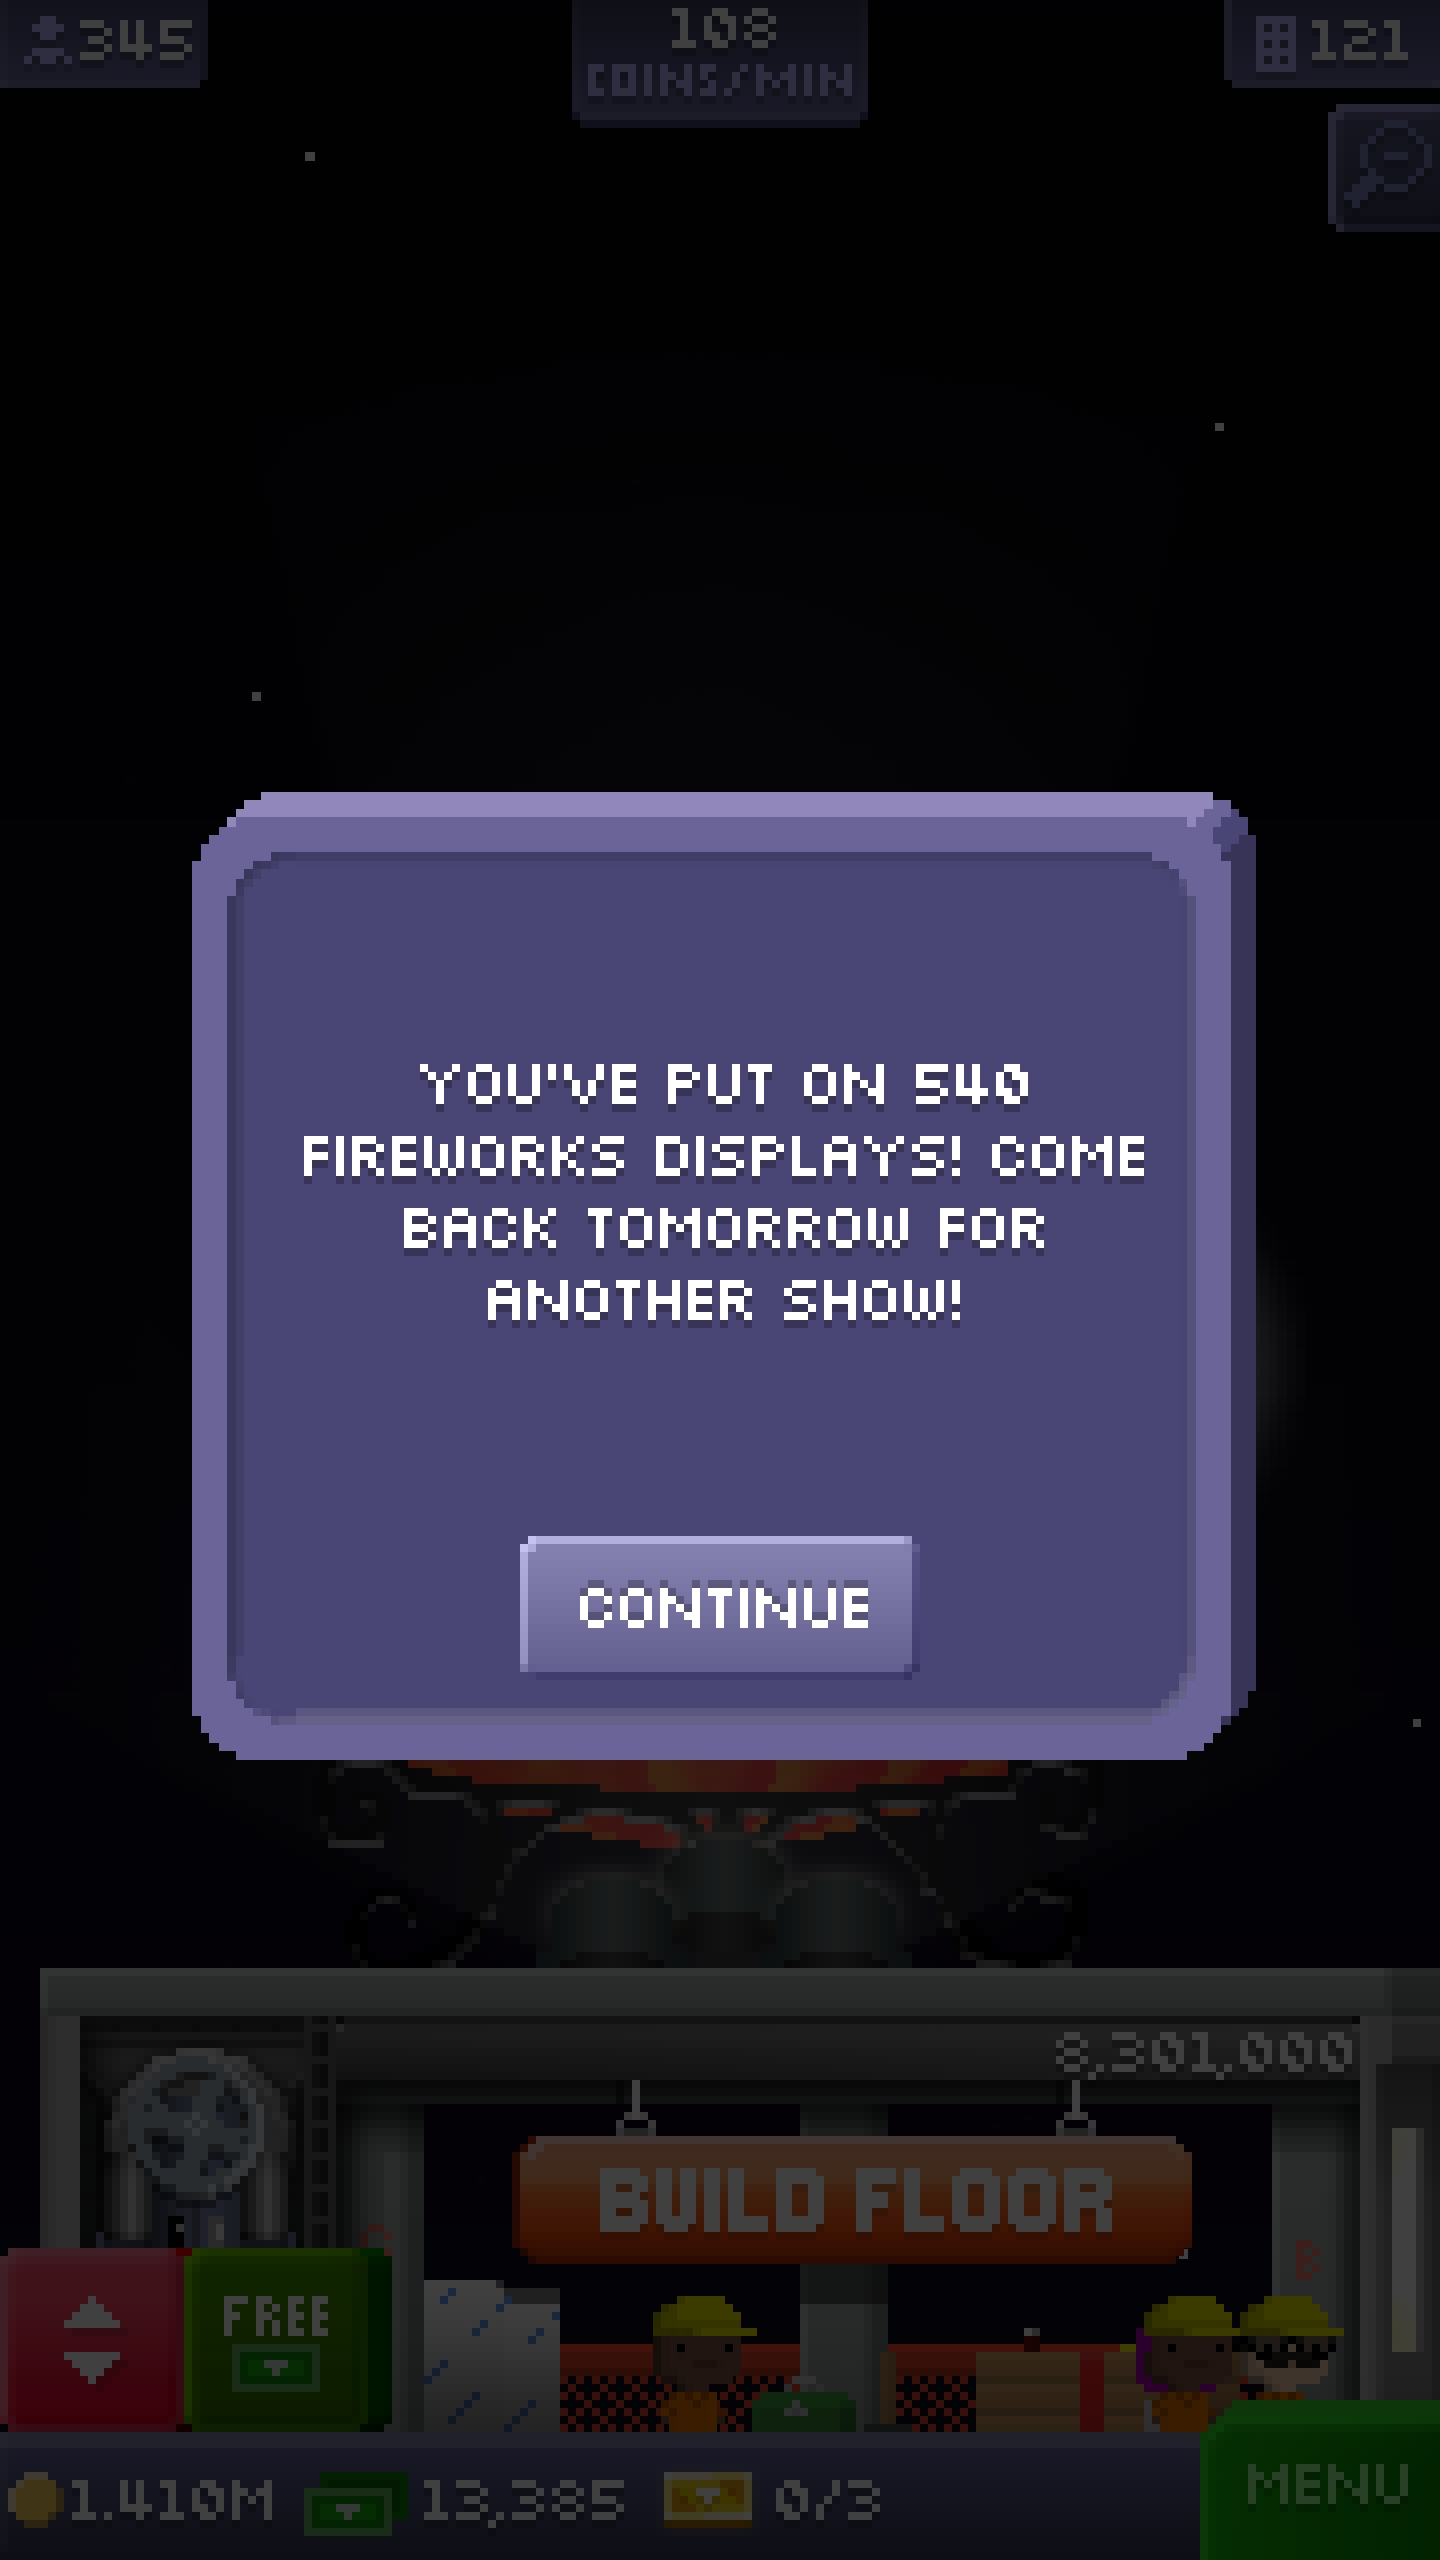 345
108
COINS/MIN
121
YOU'VE PUT ON 540
FIREWORKS DISPLAYS! COME
BACK TOMORROW FOR
ANOTHER SHOW!
CONTINUE
8,301,000
BUILD FLOOR
B
FREE
1.410M
13,385
0/3
MENU